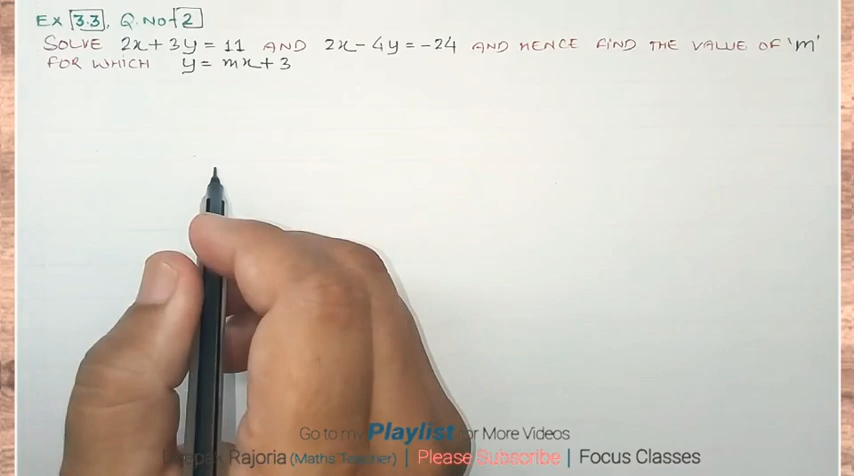 EX 3.3, Q.NO-2
SOLVE 2x+3y=11 AND 2x-4y=-24 AND HENCE FIND THE VALUE OF 'm'
FOR WHICH y=mx+3
Go to my Playlist for More Videos
Rajoria (Maths Teacher) | Please Subscribe | Focus Classes